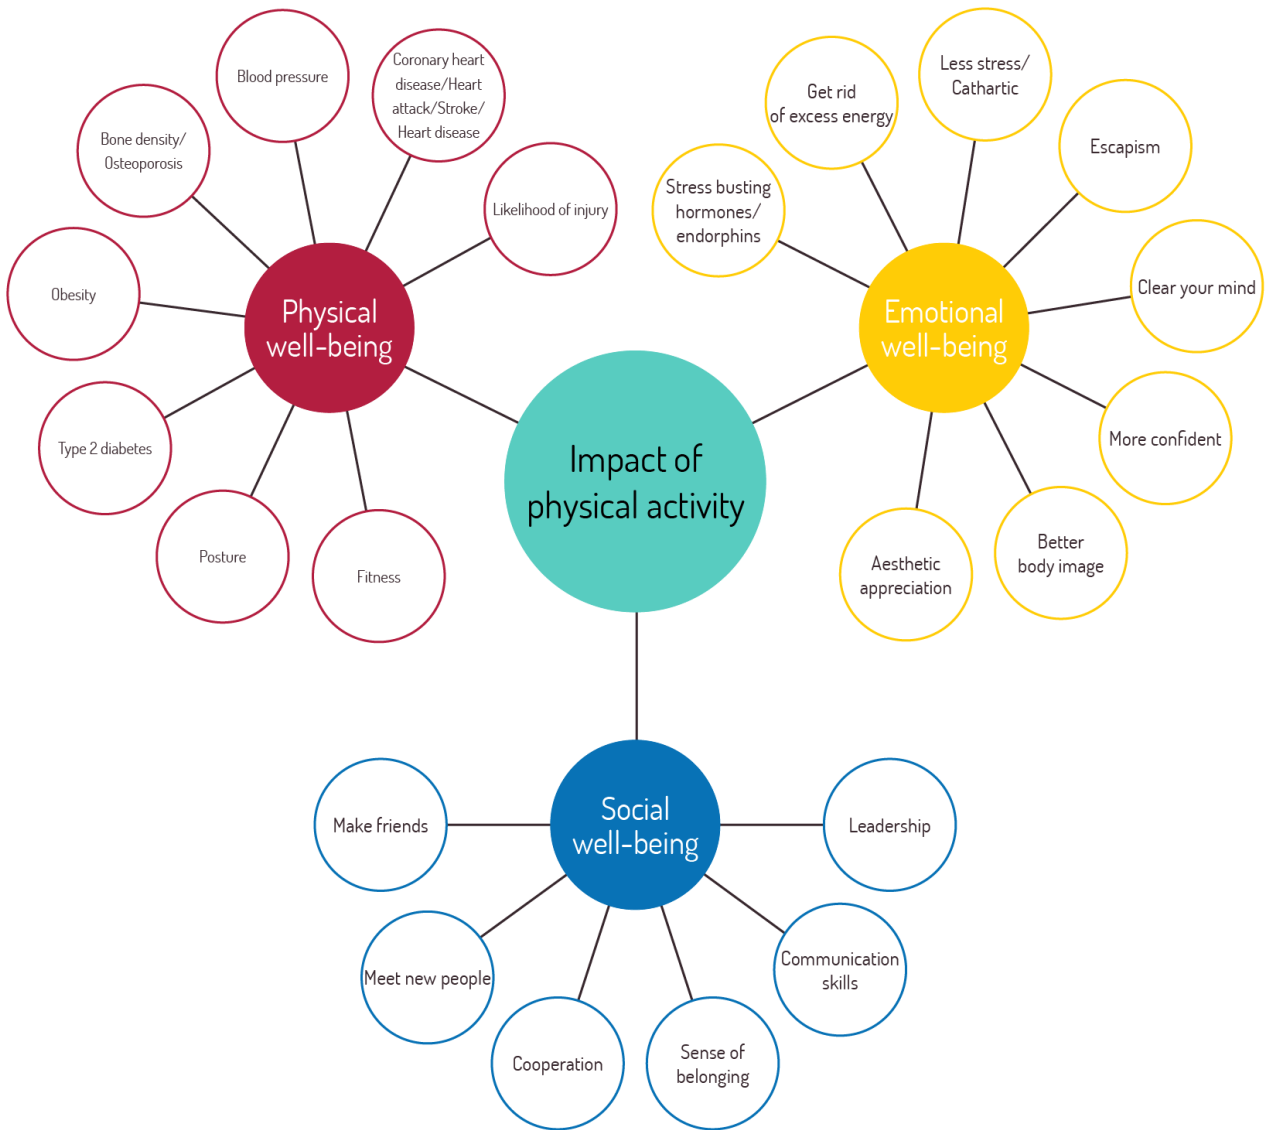 Impact of
physical activity
Physical
well-being
Blood pressure
Coronary heart
disease/Heart
attack/Stroke/
Heart disease
Likelihood of injury
Bone density/
Osteoporosis
Obesity
Type 2 diabetes
Posture
Fitness
Emotional
well-being
Stress busting
hormones/
endorphins
Get rid
of excess energy
Less stress/
Cathartic
Escapism
Clear your mind
More confident
Better
body image
Aesthetic
appreciation
Social
well-being
Make friends
Meet new people
Cooperation
Sense of
belonging
Communication
skills
Leadership